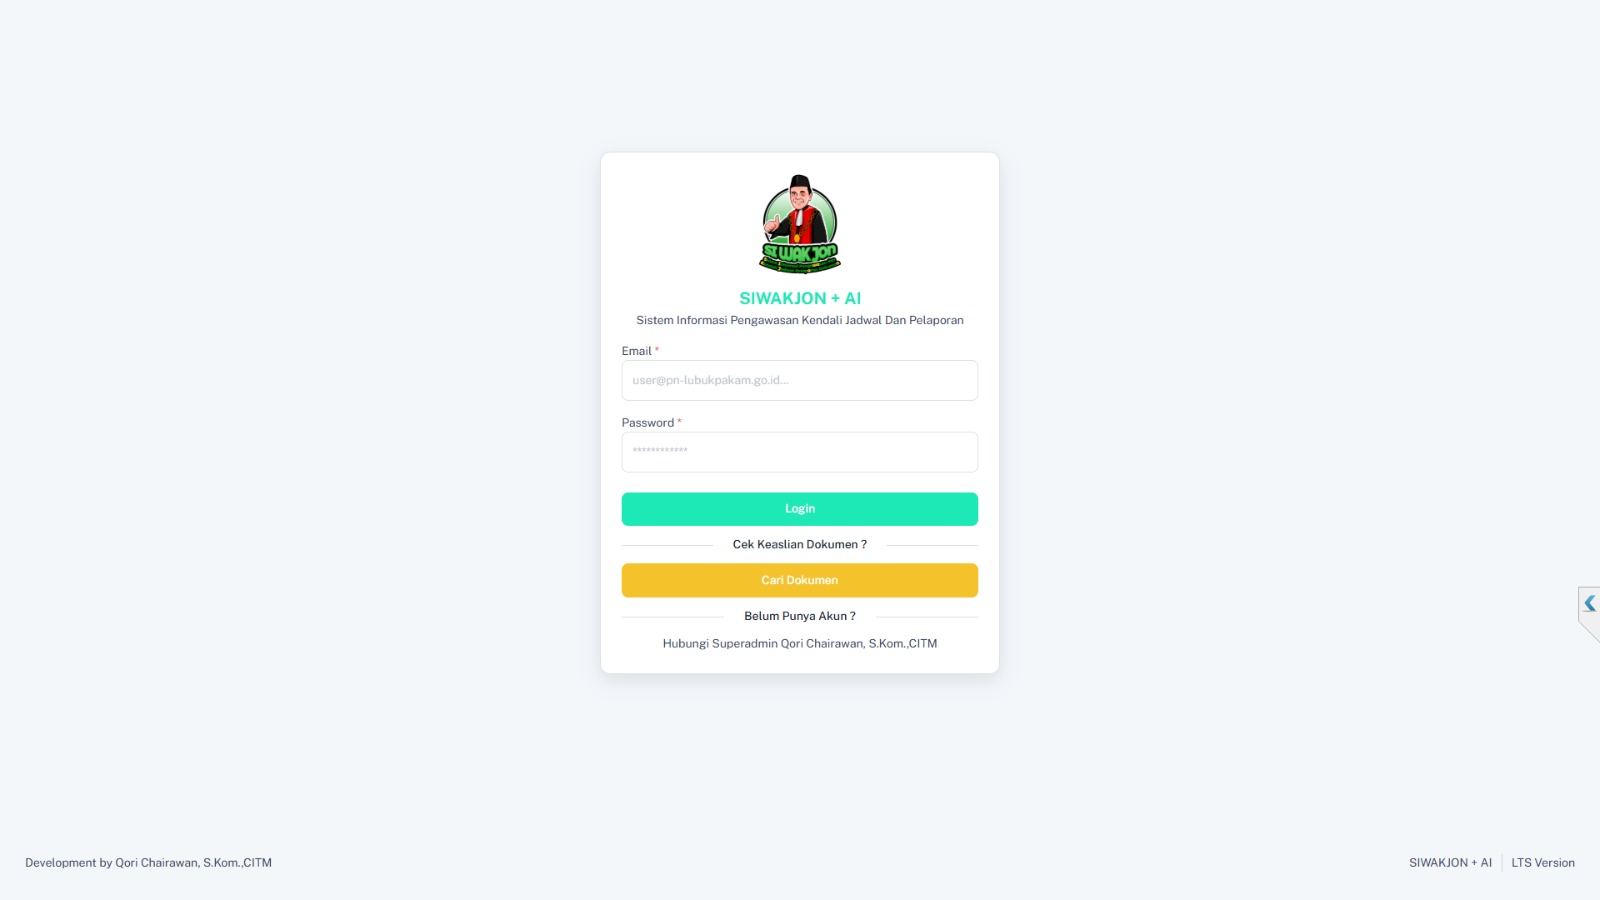 SI WAKJON
SIWAKJON + AI
Sistem Informasi Pengawasan Kendali Jadwal Dan Pelaporan
Email *
user@pn-lubukpakam.go.id...
Password *
************
Login
Cek Keaslian Dokumen ?
Cari Dokumen
Belum Punya Akun ?
Hubungi Superadmin Qori Chairawan, S.Kom.,CITM
Development by Qori Chairawan, S.Kom.,CITM
SIWAKJON + AI
LTS Version